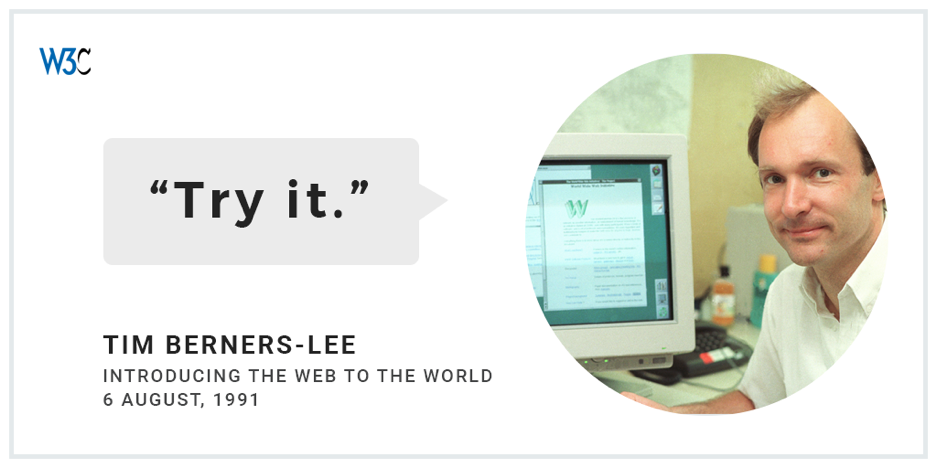 W3C
“Try it.”
TIM BERNERS-LEE
INTRODUCING THE WEB TO THE WORLD
6 AUGUST, 1991
W